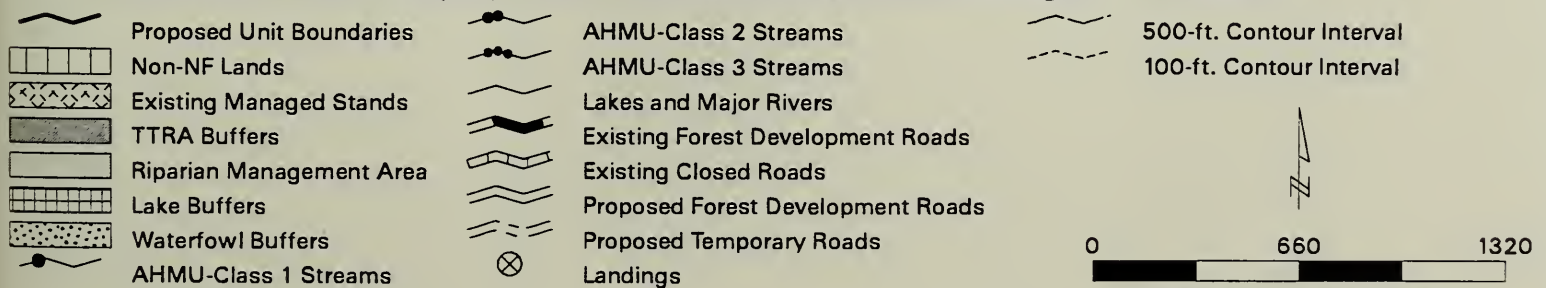 Proposed Unit Boundaries
Non-NF Lands
Existing Managed Stands
TTRA Buffers
Riparian Management Area
Lake Buffers
Waterfowl Buffers
AHMU-Class 1 Streams
AHMU-Class 2 Streams
AHMU-Class 3 Streams
Lakes and Major Rivers
Existing Forest Development Roads
Existing Closed Roads
Proposed Forest Development Roads
Proposed Temporary Roads
Landings
500-ft. Contour Interval
100-ft. Contour Interval
N
0 660 1320